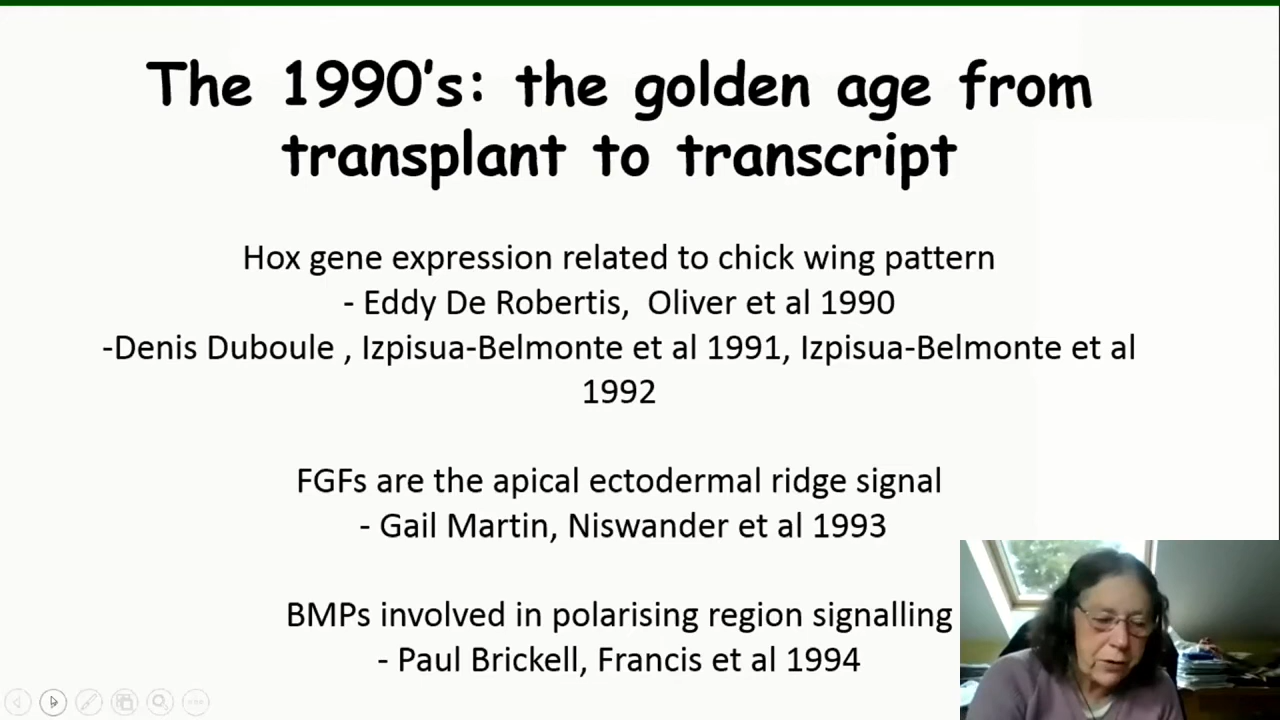 The 1990's: the golden age from
transplant to transcript
Hox gene expression related to chick wing pattern
- Eddy De Robertis,  Oliver et al 1990
-Denis Duboule , Izpisua-Belmonte et al 1991, Izpisua-Belmonte et al
1992
FGFs are the apical ectodermal ridge signal
- Gail Martin, Niswander et al 1993
BMPs involved in polarising region signalling
- Paul Brickell, Francis et al 1994